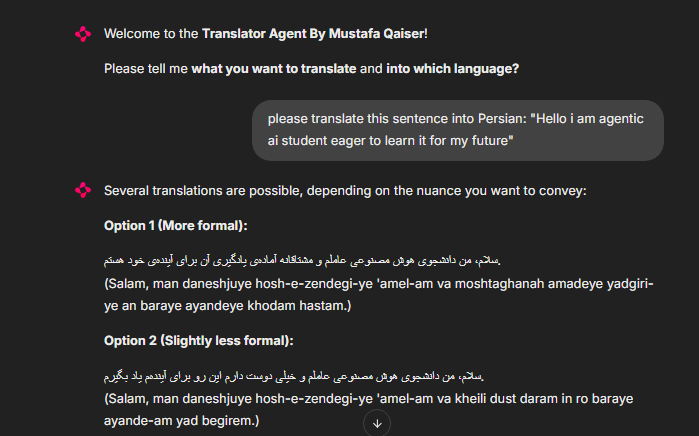 Welcome to the Translator Agent By Mustafa Qaiser!
Please tell me what you want to translate and into which language?
please translate this sentence into Persian: "Hello i am agentic
ai student eager to learn it for my future"
Several translations are possible, depending on the nuance you want to convey:
Option 1 (More formal):
سلام، من دانشجوی هوش مصنوعی عاملم و مشتاقانه آماده‌ی یادگیری آن برای آینده‌ی خود هستم.
(Salam, man daneshjuye hosh-e-zendegi-ye 'amel-am va moshtaghanah amadeye yadgiri-
ye an baraye ayandeye khodam hastam.)
Option 2 (Slightly less formal):
سلام، من دانشجوی هوش مصنوعی عاملم و خیلی دوست دارم این رو برای آینده‌م یاد بگیرم.
(Salam, man daneshjuye hosh-e-zendegi-ye 'amel-am va kheili dust daram in ro baraye
ayande-am yad begirem.)